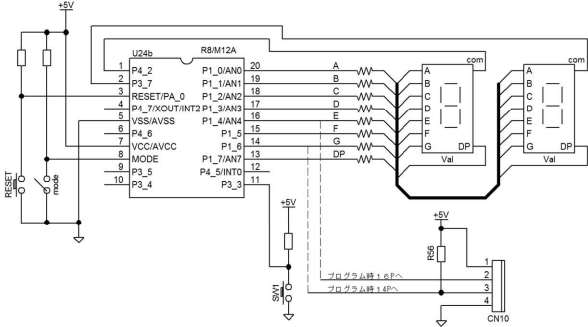 +5V
U24b R8/M12A
1 P4_2 P1_0/AN0 20 A
2 P3_7 P1_1/AN1 19 B
3 RESET/PA_0 P1_2/AN2 18 C
4 P4_7/XOUT/INT2 P1_3/AN3 17 D
5 VSS/AVSS P1_4/AN4 16 E
6 P4_6 P1_5 15 F
7 VCC/AVCC P1_6 14 G
8 MODE P1_7/AN7 13 DP
9 P3_5 P4_5/INT0 12
10 P3_4 P3_3 11
RESET
mode
com
A
B
C
D
E
F
G DP
Val
com
A
B
C
D
E
F
G DP
Val
+5V
SW1
+5V
R56
プログラム時16Pへ
プログラム時14Pへ
1
2
3
4
CN10